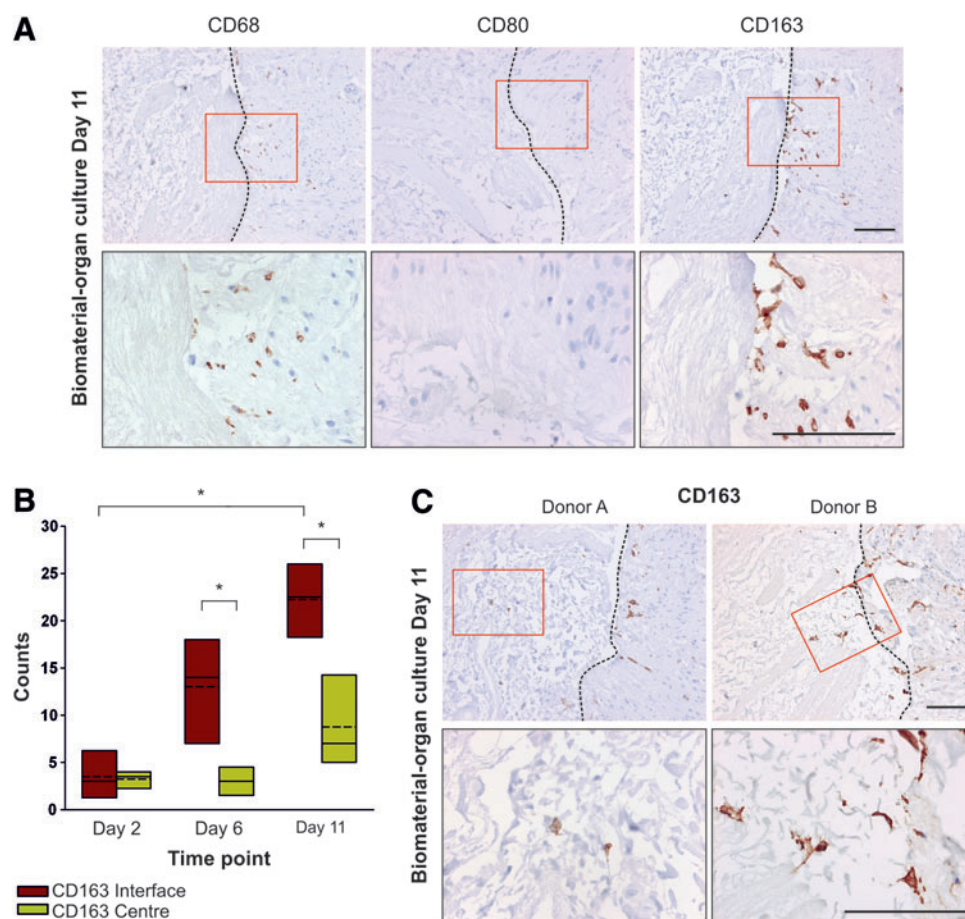 A
CD68
CD80
CD163
Biomaterial-organ culture Day 11
B
*
*
*
30
25
20
15
10
5
0
Counts
Day 2
Day 6
Day 11
Time point
CD163 Interface
CD163 Centre
C
CD163
Donor A
Donor B
Biomaterial-organ culture Day 11